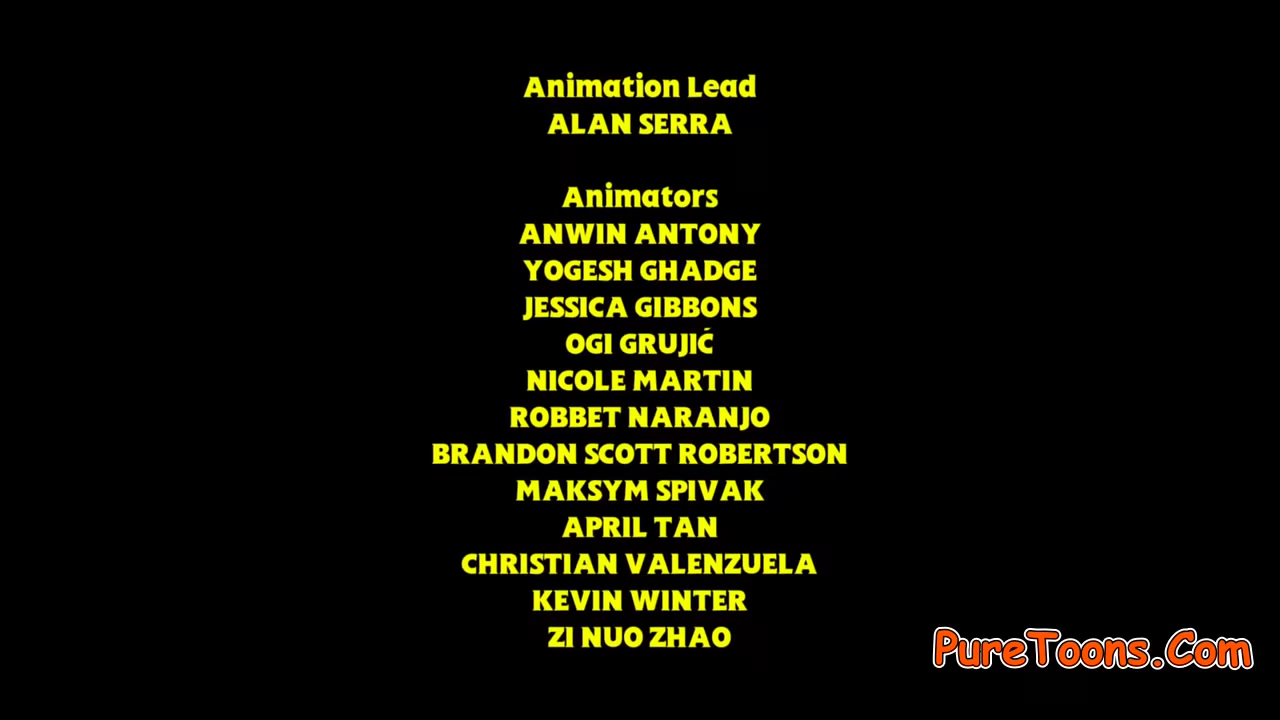 Animation Lead
ALAN SERRA
Animators
ANWIN ANTONY
YOGESH GHADGE
JESSICA GIBBONS
OGI GRUJIĆ
NICOLE MARTIN
ROBBET NARANJO
BRANDON SCOTT ROBERTSON
MAKSYM SPIVAK
APRIL TAN
CHRISTIAN VALENZUELA
KEVIN WINTER
ZI NUO ZHAO
PureToons.Com